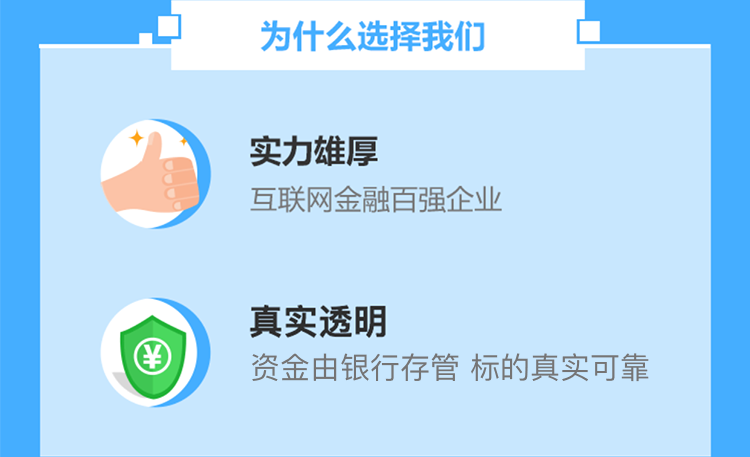 为什么选择我们
实力雄厚
互联网金融百强企业
真实透明
¥
资金由银行存管 标的真实可靠